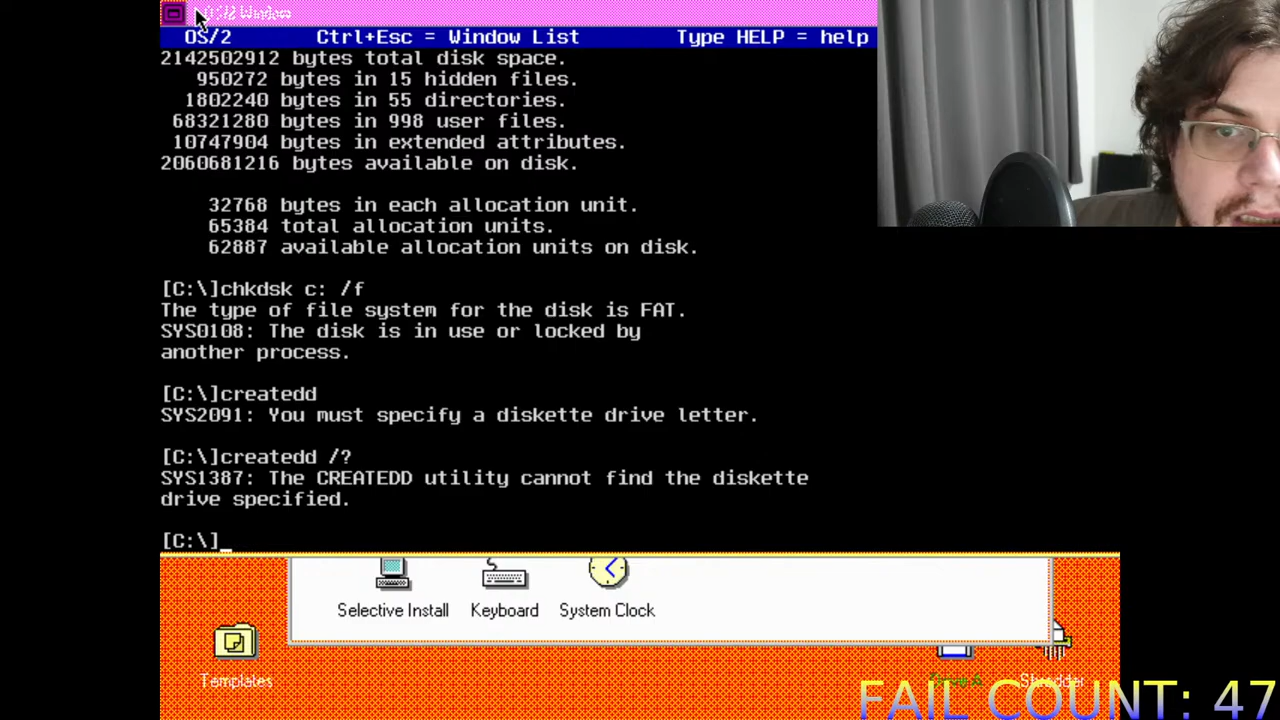 OS/2 Window
OS/2 Ctrl+Esc = Window List Type HELP = help
2142502912 bytes total disk space.
950272 bytes in 15 hidden files.
1802240 bytes in 55 directories.
68321280 bytes in 998 user files.
10747904 bytes in extended attributes.
2060681216 bytes available on disk.
32768 bytes in each allocation unit.
65384 total allocation units.
62887 available allocation units on disk.
[C:\]chkdsk c: /f
The type of file system for the disk is FAT.
SYS0108: The disk is in use or locked by
another process.
[C:\]createdd
SYS2091: You must specify a diskette drive letter.
[C:\]createdd /?
SYS1387: The CREATEDD utility cannot find the diskette
drive specified.
[C:\]_
Selective Install Keyboard System Clock
Templates Drive A Shredder
FAIL COUNT: 47